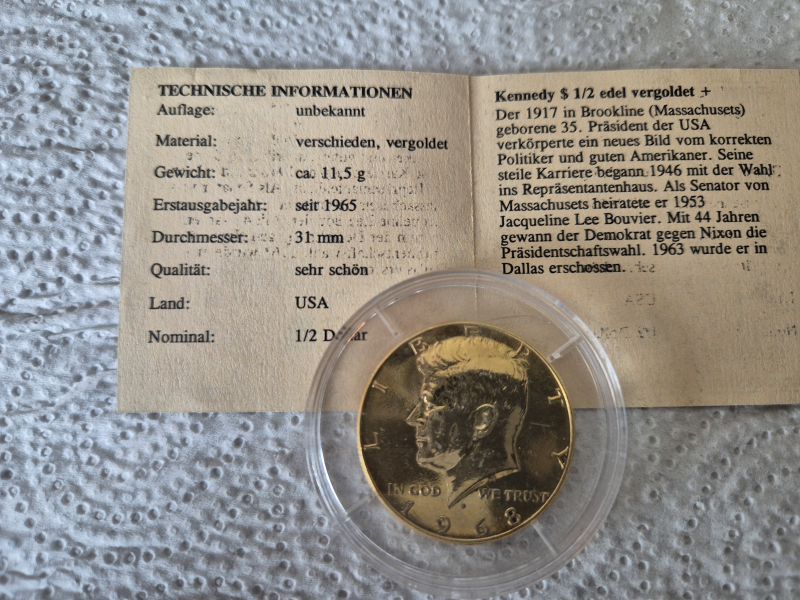 TECHNISCHE INFORMATIONEN
Auflage: unbekannt
Material: verschieden, vergoldet
Gewicht: ca. 11,5 g
Erstausgabejahr: seit 1965
Durchmesser: 31 mm
Qualität: sehr schön
Land: USA
Nominal: 1/2 D ar
Kennedy $ 1/2 edel vergoldet +
Der 1917 in Brookline (Massachusets)
geborene 35. Präsident der USA
verkörperte ein neues Bild vom korrekten
Politiker und guten Amerikaner. Seine
steile Karriere begann 1946 mit der Wahl
ins Repräsentantenhaus. Als Senator von
Massachusets heiratete er 1953
Jacqueline Lee Bouvier. Mit 44 Jahren
gewann der Demokrat gegen Nixon die
Präsidentschaftswahl. 1963 wurde er in
Dallas erschossen.
LIBERTY
IN GOD WE TRUST
1968